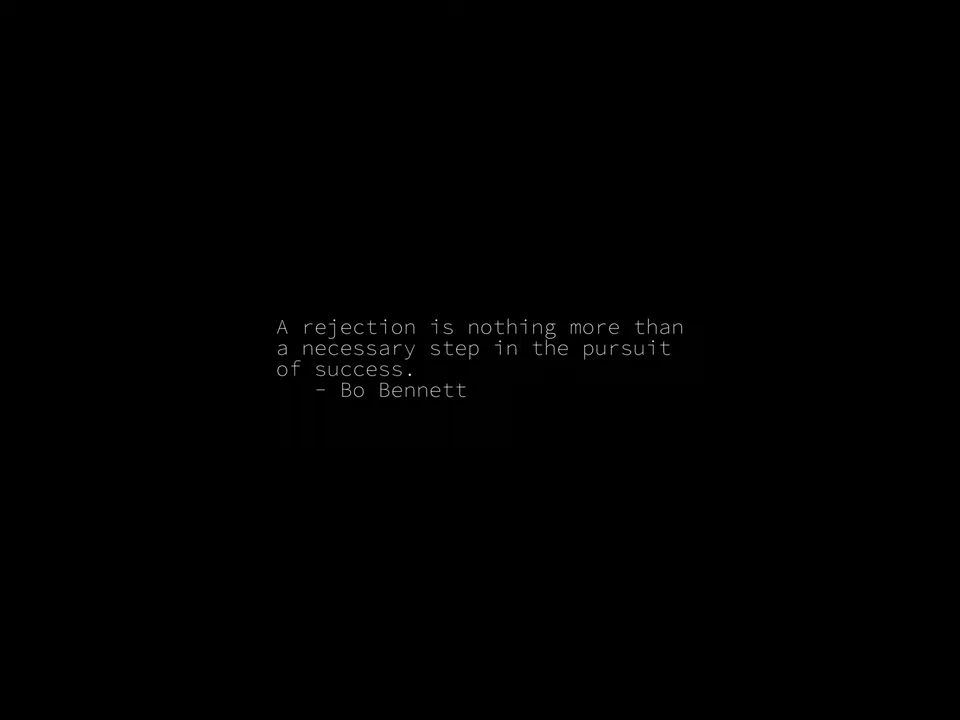 A rejection is nothing more than
a necessary step in the pursuit
of success.
– Bo Bennett